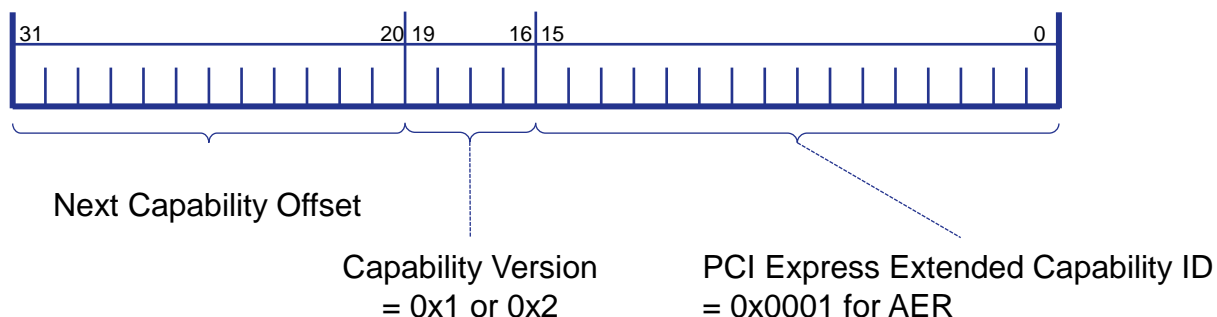 31 20 19 16 15 0
Next Capability Offset
Capability Version
= 0x1 or 0x2
PCI Express Extended Capability ID
= 0x0001 for AER